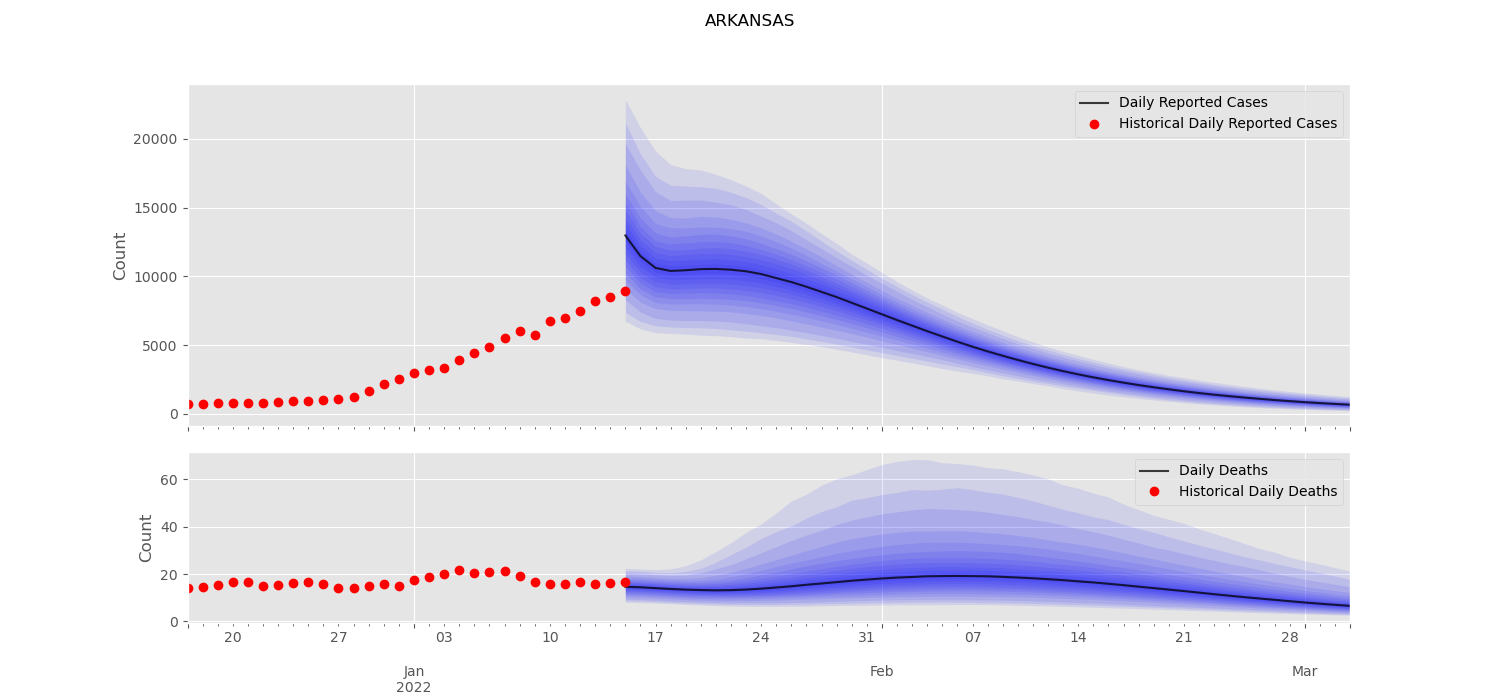 ARKANSAS
Daily Reported Cases
Historical Daily Reported Cases
Count
20000
15000
10000
5000
0
Daily Deaths
Historical Daily Deaths
Count
60
40
20
0
20 27 03 10 17 24 31 07 14 21 28
Jan Feb Mar
2022